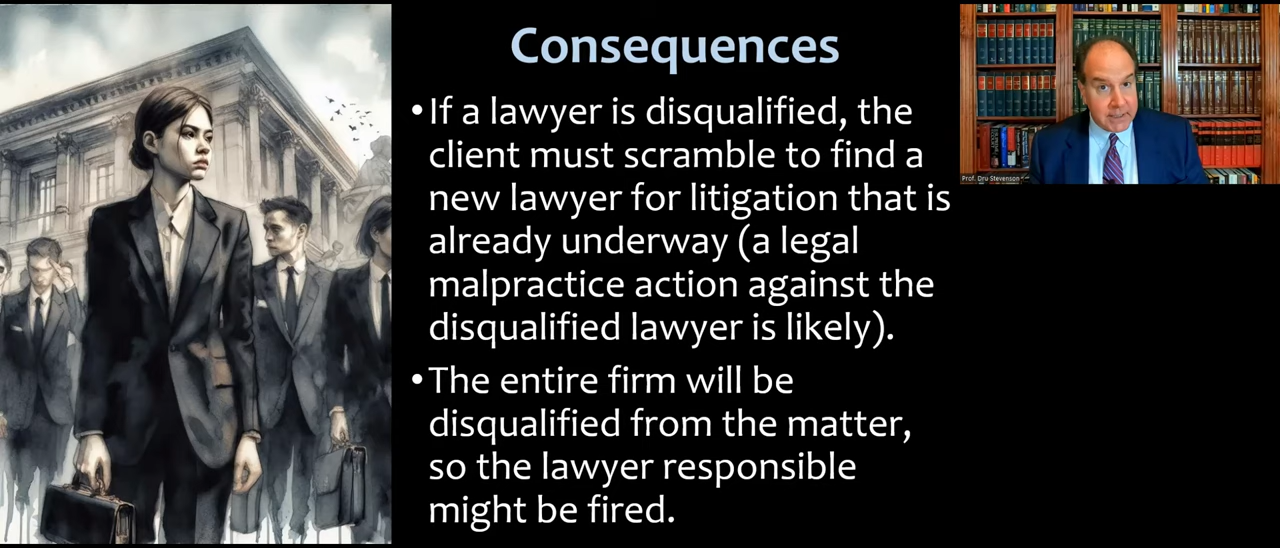 Consequences
•If a lawyer is disqualified, the
client must scramble to find a
new lawyer for litigation that is
already underway (a legal
malpractice action against the
disqualified lawyer is likely).
•The entire firm will be
disqualified from the matter,
so the lawyer responsible
might be fired.
Prof. Dru Stevenson